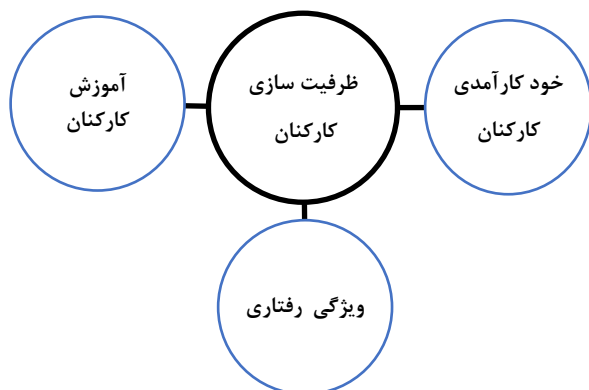 خود کارآمدی
کارکنان
ظرفیت سازی
کارکنان
آموزش
کارکنان
ویژگی رفتاری